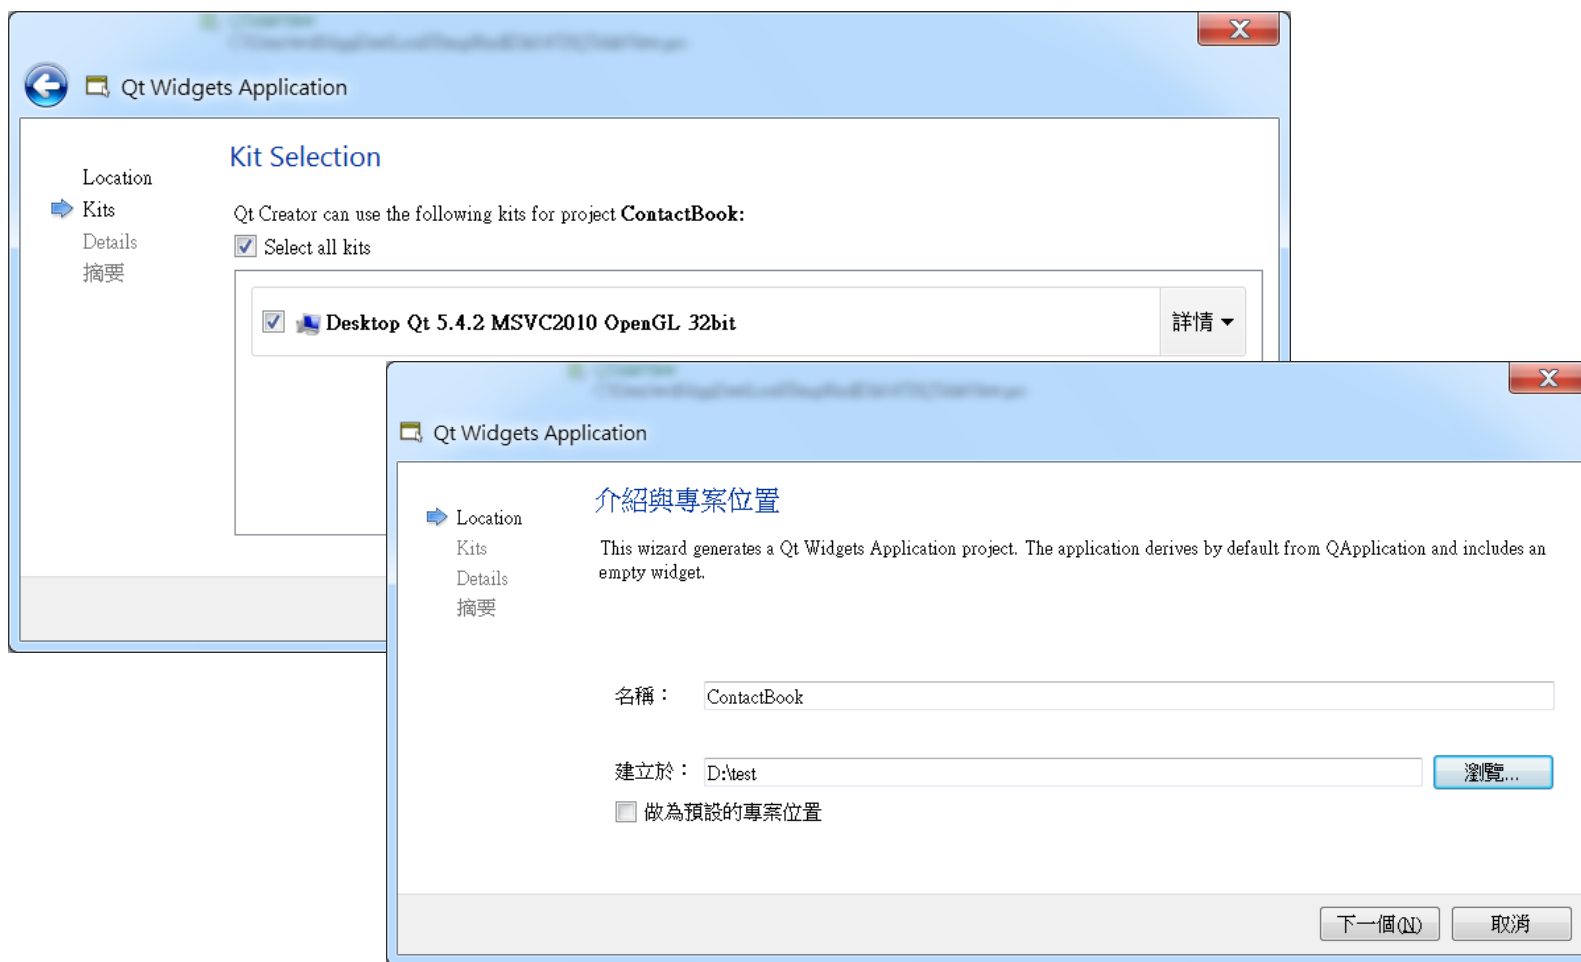 Qt Widgets Application
Kit Selection
Location
Kits
Details
摘要
Qt Creator can use the following kits for project ContactBook:
Select all kits
Desktop Qt 5.4.2 MSVC2010 OpenGL 32bit
詳情
Qt Widgets Application
介紹與專案位置
Location
Kits
Details
摘要
This wizard generates a Qt Widgets Application project. The application derives by default from QApplication and includes an
empty widget.
名稱：
ContactBook
建立於：
D:\test
瀏覽...
做為預設的專案位置
下一個(N)
取消